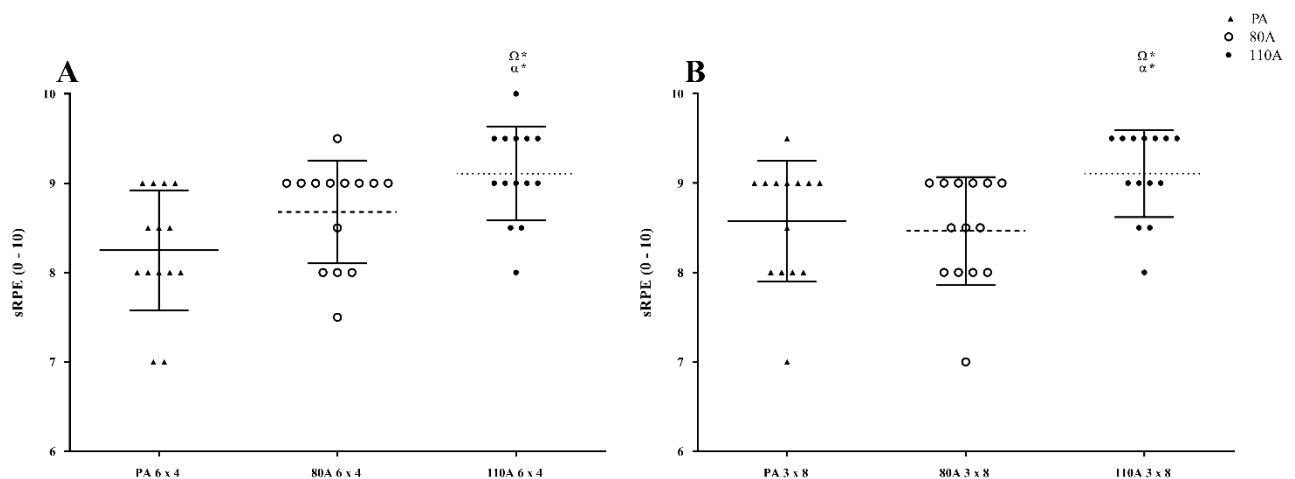 A
Ω*
α*
sRPE (0 - 10)
10
9
8
7
6
PA 6 x 4
80A 6 x 4
110A 6 x 4
B
Ω*
α*
PA
80A
110A
sRPE (0 - 10)
10
9
8
7
6
PA 3 x 8
80A 3 x 8
110A 3 x 8